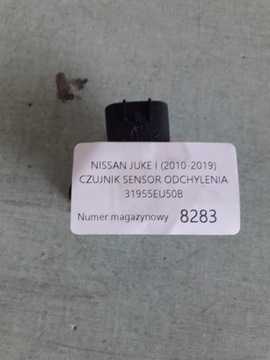 NISSAN JUKE I (2010-2019)
CZUJNIK SENSOR ODCHYLENIA
31955EU50B
Numer magazynowy 8283